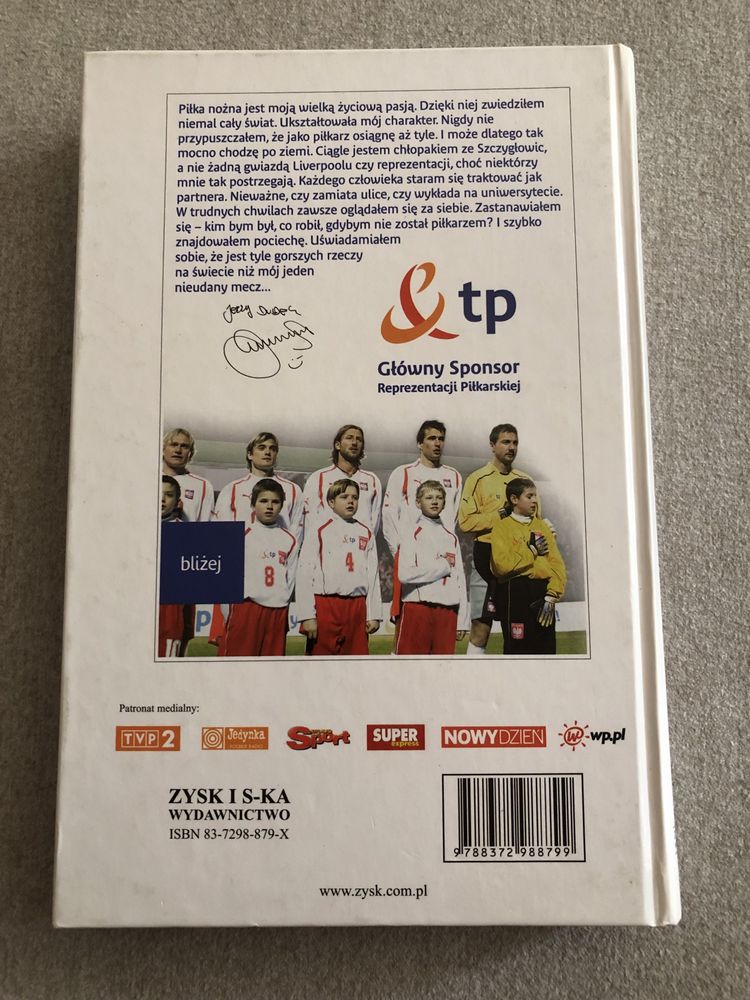 Piłka nożna jest moją wielką życiową pasją. Dzięki niej zwiedziłem
niemal cały świat. Ukształtowała mój charakter. Nigdy nie
przypuszczałem, że jako piłkarz osiągnę aż tyle. I może dlatego tak
mocno chodzę po ziemi. Ciągle jestem chłopakiem ze Szczygłowic,
a nie żadną gwiazdą Liverpoolu czy reprezentacji, choć niektórzy
mnie tak postrzegają. Każdego człowieka staram się traktować jak
partnera. Nieważne, czy zamiata ulice, czy wykłada na uniwersytecie.
W trudnych chwilach zawsze oglądałem się za siebie. Zastanawiałem
się – kim bym był, co robił, gdybym nie został piłkarzem? I szybko
znajdowałem pociechę. Uświadamiałem
sobie, że jest tyle gorszych rzeczy
na świecie niż mój jeden
nieudany mecz...
Jerzy Dudek
tp
Główny Sponsor
Reprezentacji Piłkarskiej
bliżej
tp
8
4
Patronat medialny:
TVP2
Jedynka
POLSKIE RADIO
Sport
SUPER
express
NOWY DZIEŃ
wp.pl
ZYSK I S-KA
WYDAWNICTWO
ISBN 83-7298-879-X
9 788372 988799
www.zysk.com.pl